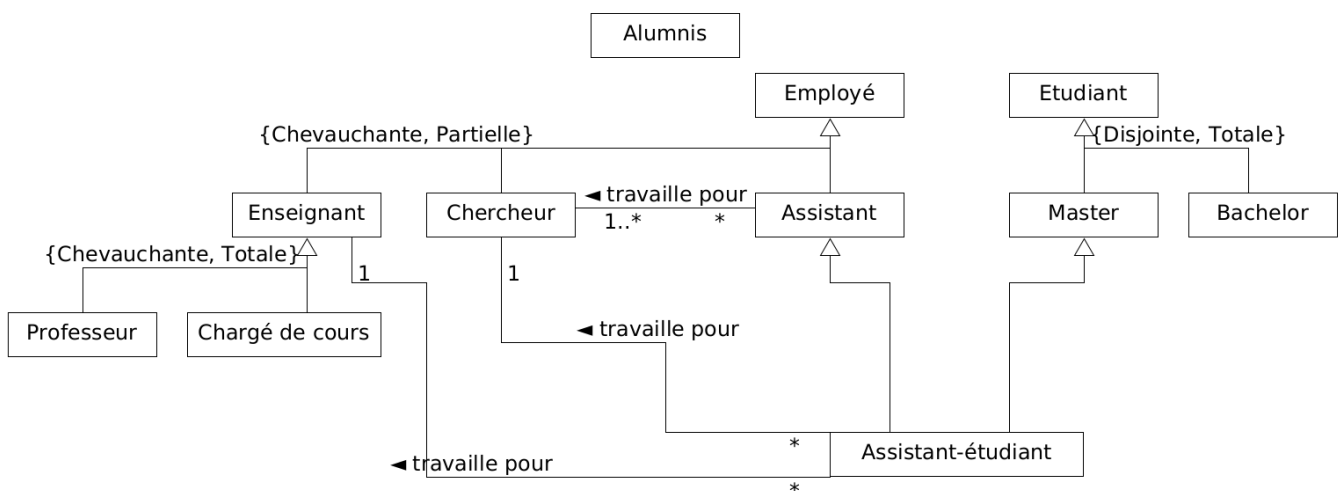 Alumnis
Employé
Etudiant
{Chevauchante, Partielle}
{Disjointe, Totale}
◄ travaille pour
Enseignant
Chercheur
1..*
*
Assistant
Master
Bachelor
{Chevauchante, Totale}
1
1
Professeur
Chargé de cours
◄ travaille pour
*
Assistant-étudiant
◄ travaille pour
*